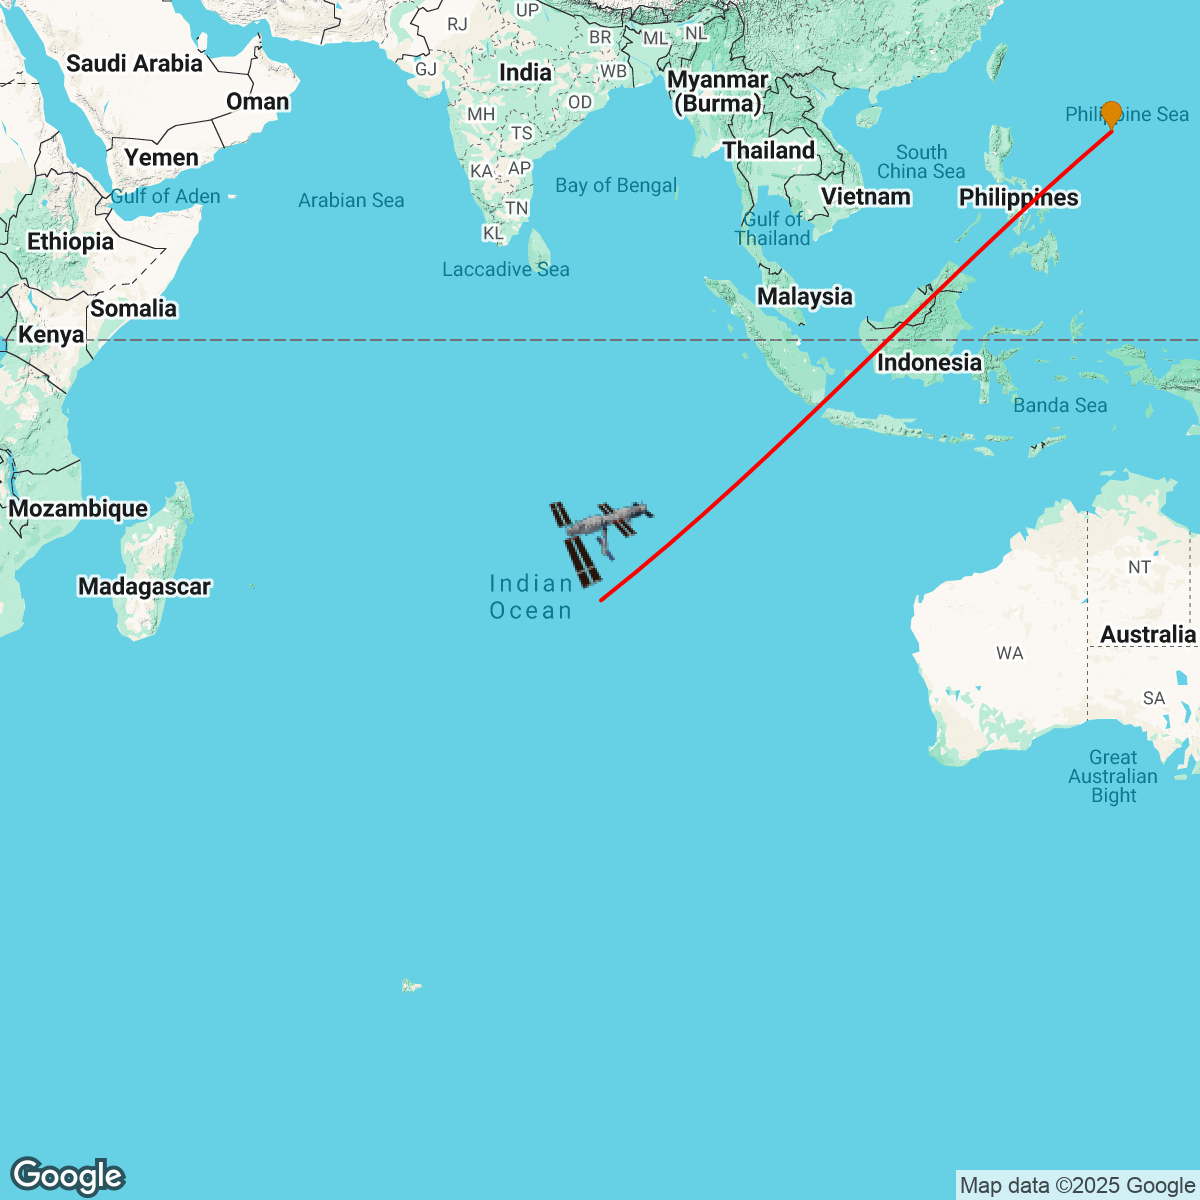 UP
RJ
BR
ML
NL
Saudi Arabia
GJ
India
WB
Myanmar
(Burma)
Oman
OD
MH
Philippine Sea
TS
Thailand
South
China Sea
Yemen
KA
AP
Bay of Bengal
Gulf of Aden
Arabian Sea
Vietnam
Philippines
TN
Gulf of
Thailand
KL
Ethiopia
Laccadive Sea
Malaysia
Somalia
Kenya
Indonesia
Banda Sea
Mozambique
NT
Madagascar
Indian
Ocean
Australia
WA
SA
Great
Australian
Bight
Google
Map data ©2025 Google